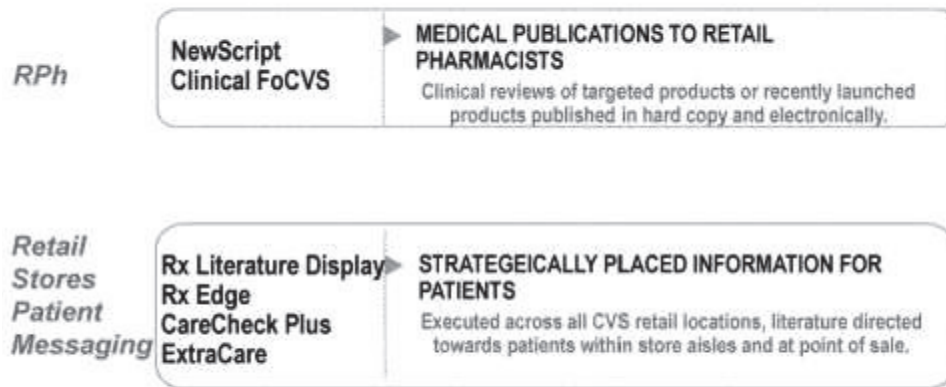 RPh
NewScript
Clinical FoCVS
MEDICAL PUBLICATIONS TO RETAIL
PHARMACISTS
Clinical reviews of targeted products or recently launched
products published in hard copy and electronically.
Retail
Stores
Patient
Messaging
Rx Literature Display
Rx Edge
CareCheck Plus
ExtraCare
STRATEGEICALLY PLACED INFORMATION FOR
PATIENTS
Executed across all CVS retail locations, literature directed
towards patients within store aisles and at point of sale.